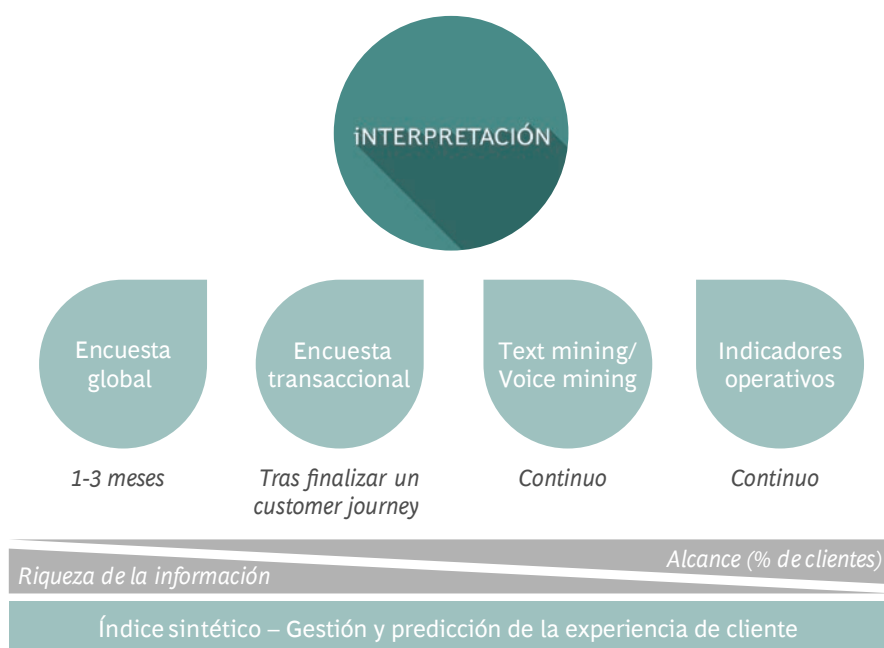 iNTERPRETACIÓN
Encuesta
global
Encuesta
transaccional
Text mining/
Voice mining
Indicadores
operativos
1-3 meses
Tras finalizar un
customer journey
Continuo
Continuo
Alcance (% de clientes)
Riqueza de la información
Índice sintético – Gestión y predicción de la experiencia de cliente